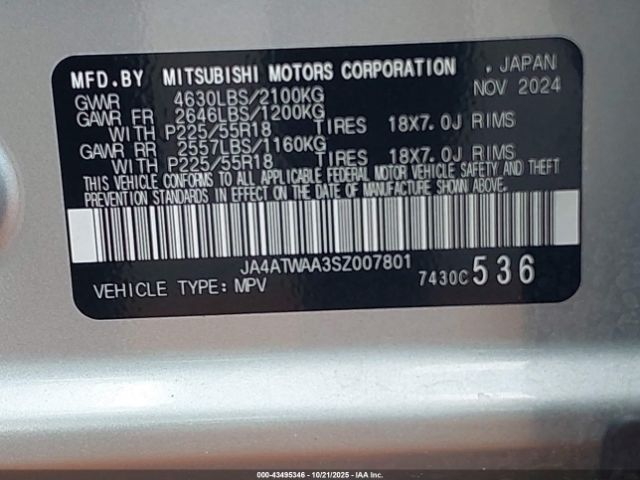 MFD.BY MITSUBISHI MOTORS CORPORATION , JAPAN
NOV 2024
GVWR 4630LBS/2100KG
GAWR FR 2646LBS/1200KG
WITH P225/55R18 TIRES 18X7.0J RIMS
GAWR RR 2557LBS/1160KG
WITH P225/55R18 TIRES 18X7.0J RIMS
THIS VEHICLE CONFORMS TO ALL APPLICABLE FEDERAL MOTOR VEHICLE SAFETY AND THEFT
PREVENTION STANDARDS IN EFFECT ON THE DATE OF MANUFACTURE SHOWN ABOVE.
JA4ATWAA3SZ007801
VEHICLE TYPE: MPV 7430C 536
000-43495346 - 10/21/2025 - IAA Inc.